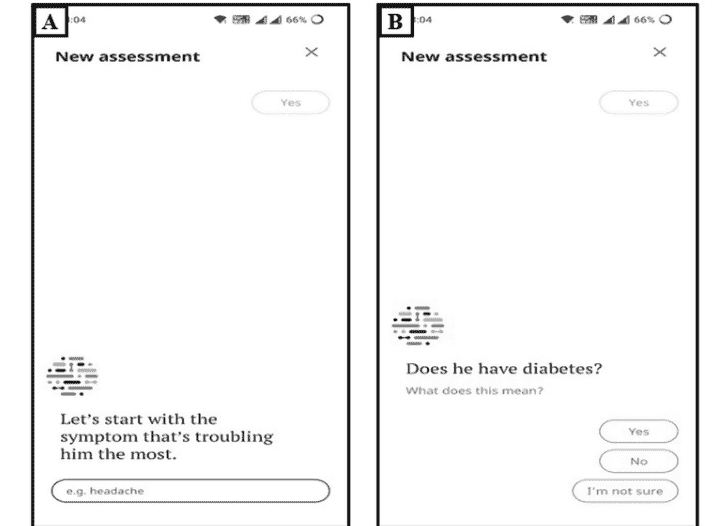 A
:04
66%
New assessment
Yes
Let's start with the
symptom that's troubling
him the most.
e.g. headache
B
:04
66%
New assessment
Yes
Does he have diabetes?
What does this mean?
Yes
No
I'm not sure